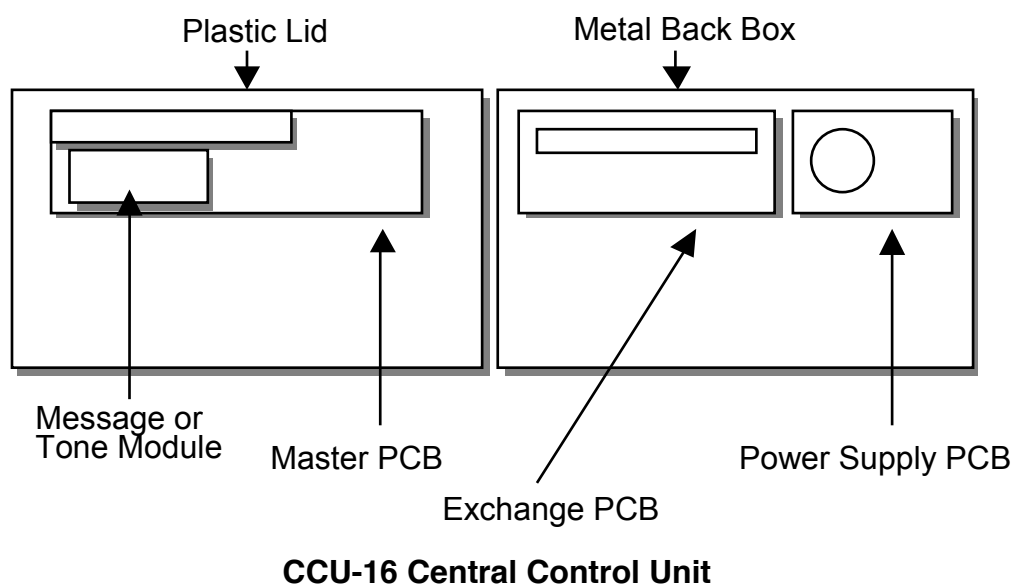 Plastic Lid
Metal Back Box
Message or
Tone Module
Master PCB
Power Supply PCB
Exchange PCB
CCU-16 Central Control Unit